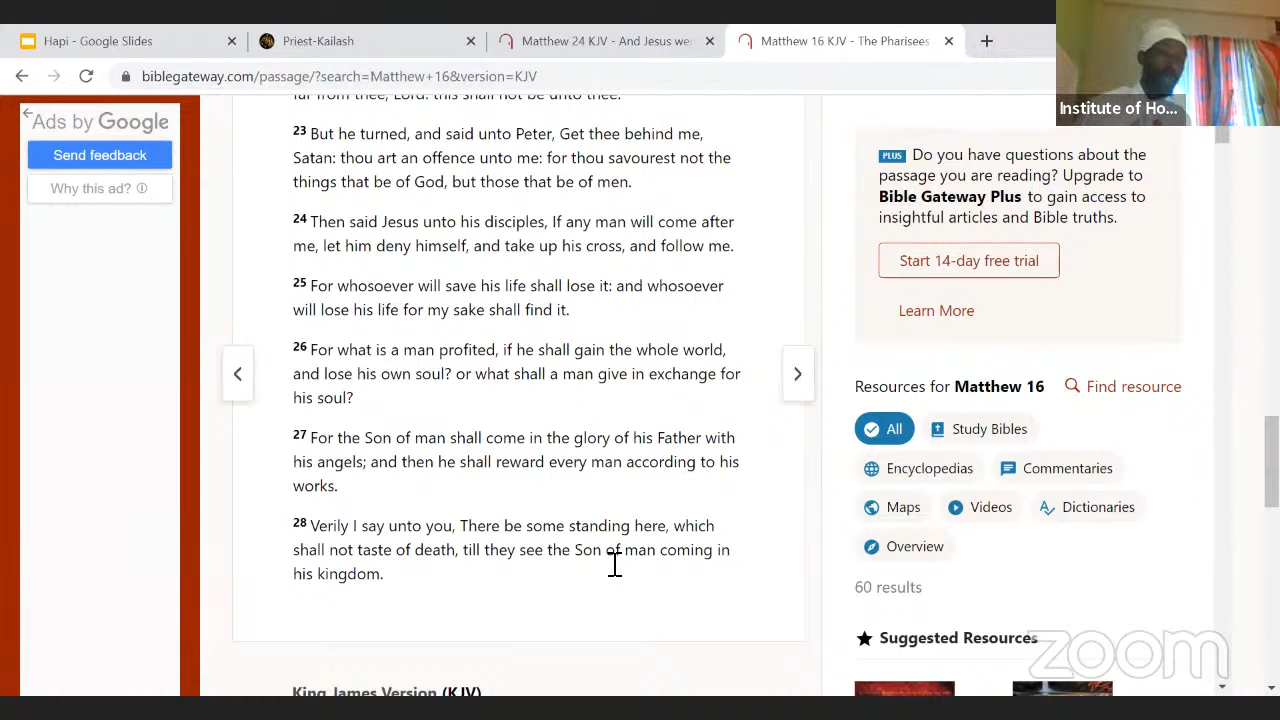 Hapi - Google Slides
Priest-Kailash
Matthew 24 KJV - And Jesus wer
Matthew 16 KJV - The Pharisees
biblegateway.com/passage/?search=Matthew+16&version=KJV
Institute of Ho...
Ads by Google
Send feedback
Why this ad?
far from thee, Lord: this shall not be unto thee.
23 But he turned, and said unto Peter, Get thee behind me,
Satan: thou art an offence unto me: for thou savourest not the
things that be of God, but those that be of men.
24 Then said Jesus unto his disciples, If any man will come after
me, let him deny himself, and take up his cross, and follow me.
25 For whosoever will save his life shall lose it: and whosoever
will lose his life for my sake shall find it.
26 For what is a man profited, if he shall gain the whole world,
and lose his own soul? or what shall a man give in exchange for
his soul?
27 For the Son of man shall come in the glory of his Father with
his angels; and then he shall reward every man according to his
works.
28 Verily I say unto you, There be some standing here, which
shall not taste of death, till they see the Son of man coming in
his kingdom.
King James Version (KJV)
PLUS Do you have questions about the
passage you are reading? Upgrade to
Bible Gateway Plus to gain access to
insightful articles and Bible truths.
Start 14-day free trial
Learn More
Resources for Matthew 16
Find resource
All
Study Bibles
Encyclopedias
Commentaries
Maps
Videos
Dictionaries
Overview
60 results
Suggested Resources
zoom